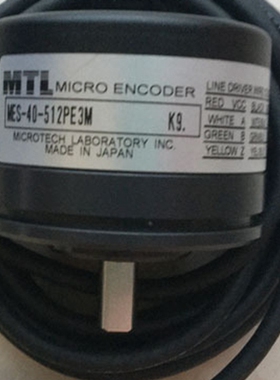 MTL MICRO ENCODER
MES-40-512PE3M K9.
MICROTECH LABORATORY INC.
MADE IN JAPAN
LINE DRIVER
RED VCC BLACK
WHITE A
GREEN B
YELLOW Z